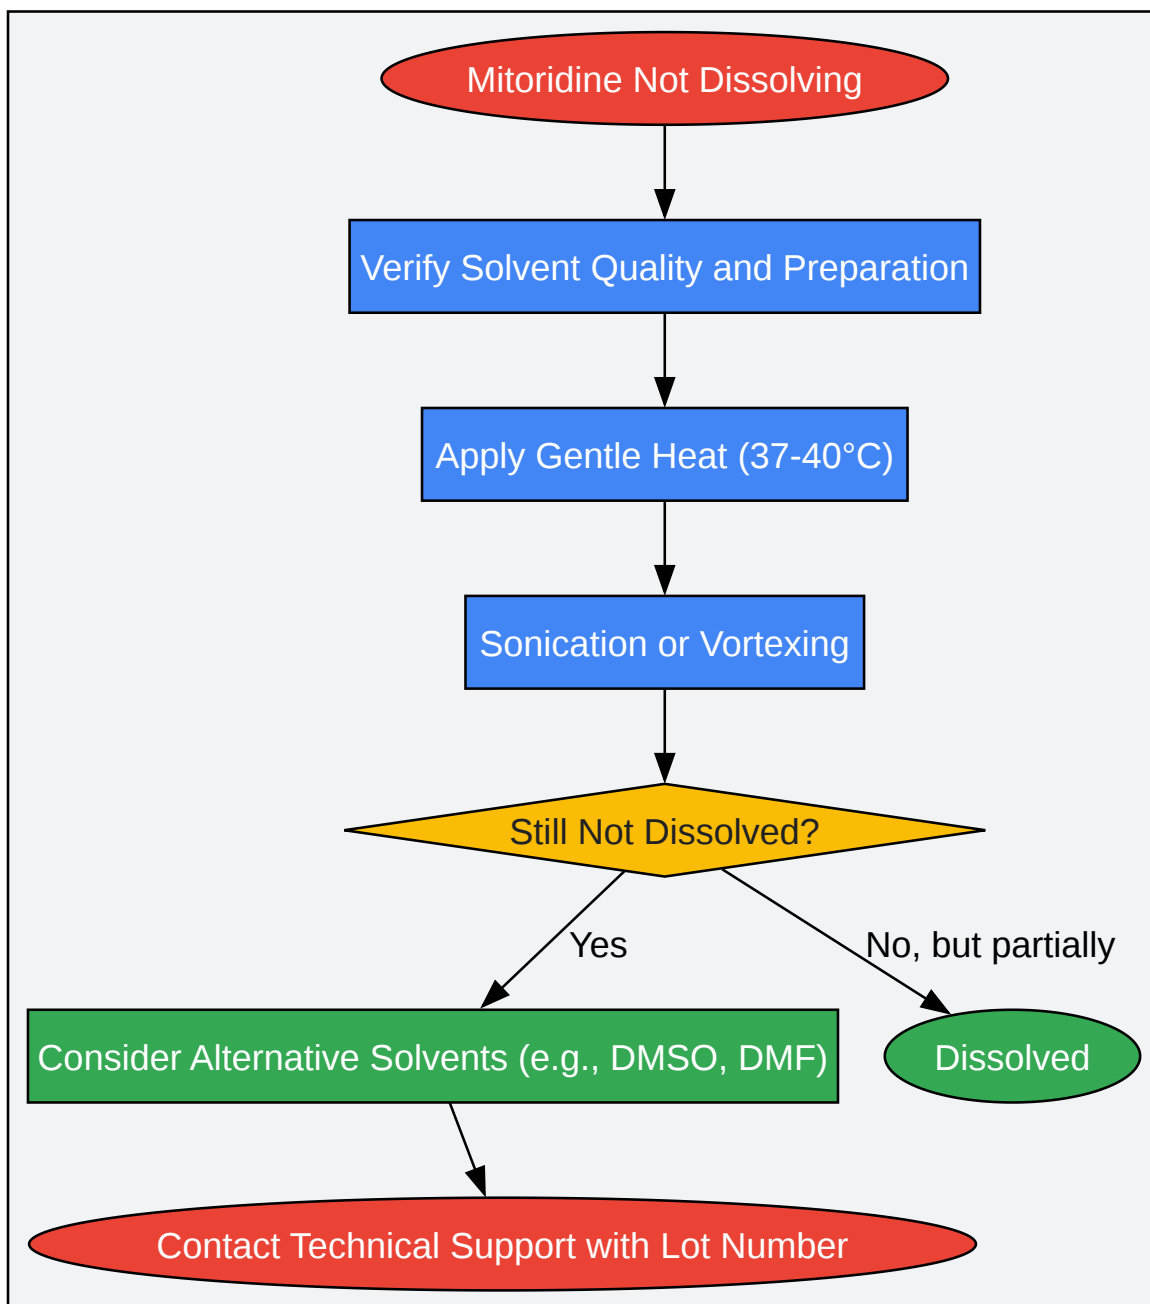 Mitoridine Not Dissolving
Verify Solvent Quality and Preparation
Apply Gentle Heat (37-40°C)
Sonication or Vortexing
Still Not Dissolved?
Yes
No, but partially
Consider Alternative Solvents (e.g., DMSO, DMF)
Dissolved
Contact Technical Support with Lot Number